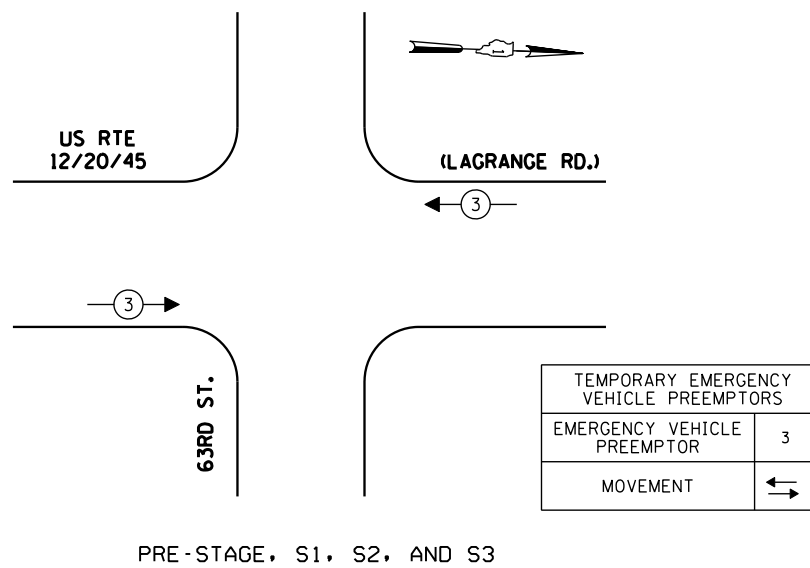 US RTE
12/20/45
(LAGRANGE RD.)
3
3
63RD ST.
TEMPORARY EMERGENCY
VEHICLE PREEMPTORS
EMERGENCY VEHICLE
PREEMPTOR
3
MOVEMENT
PRE-STAGE, S1, S2, AND S3